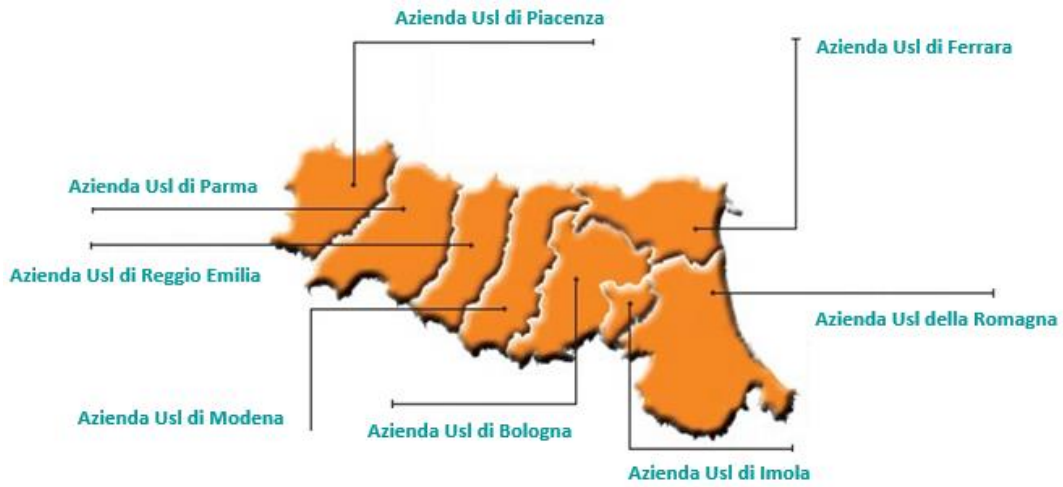 Azienda Usl di Piacenza
Azienda Usl di Ferrara
Azienda Usl di Parma
Azienda Usl di Reggio Emilia
Azienda Usl della Romagna
Azienda Usl di Modena
Azienda Usl di Bologna
Azienda Usl di Imola